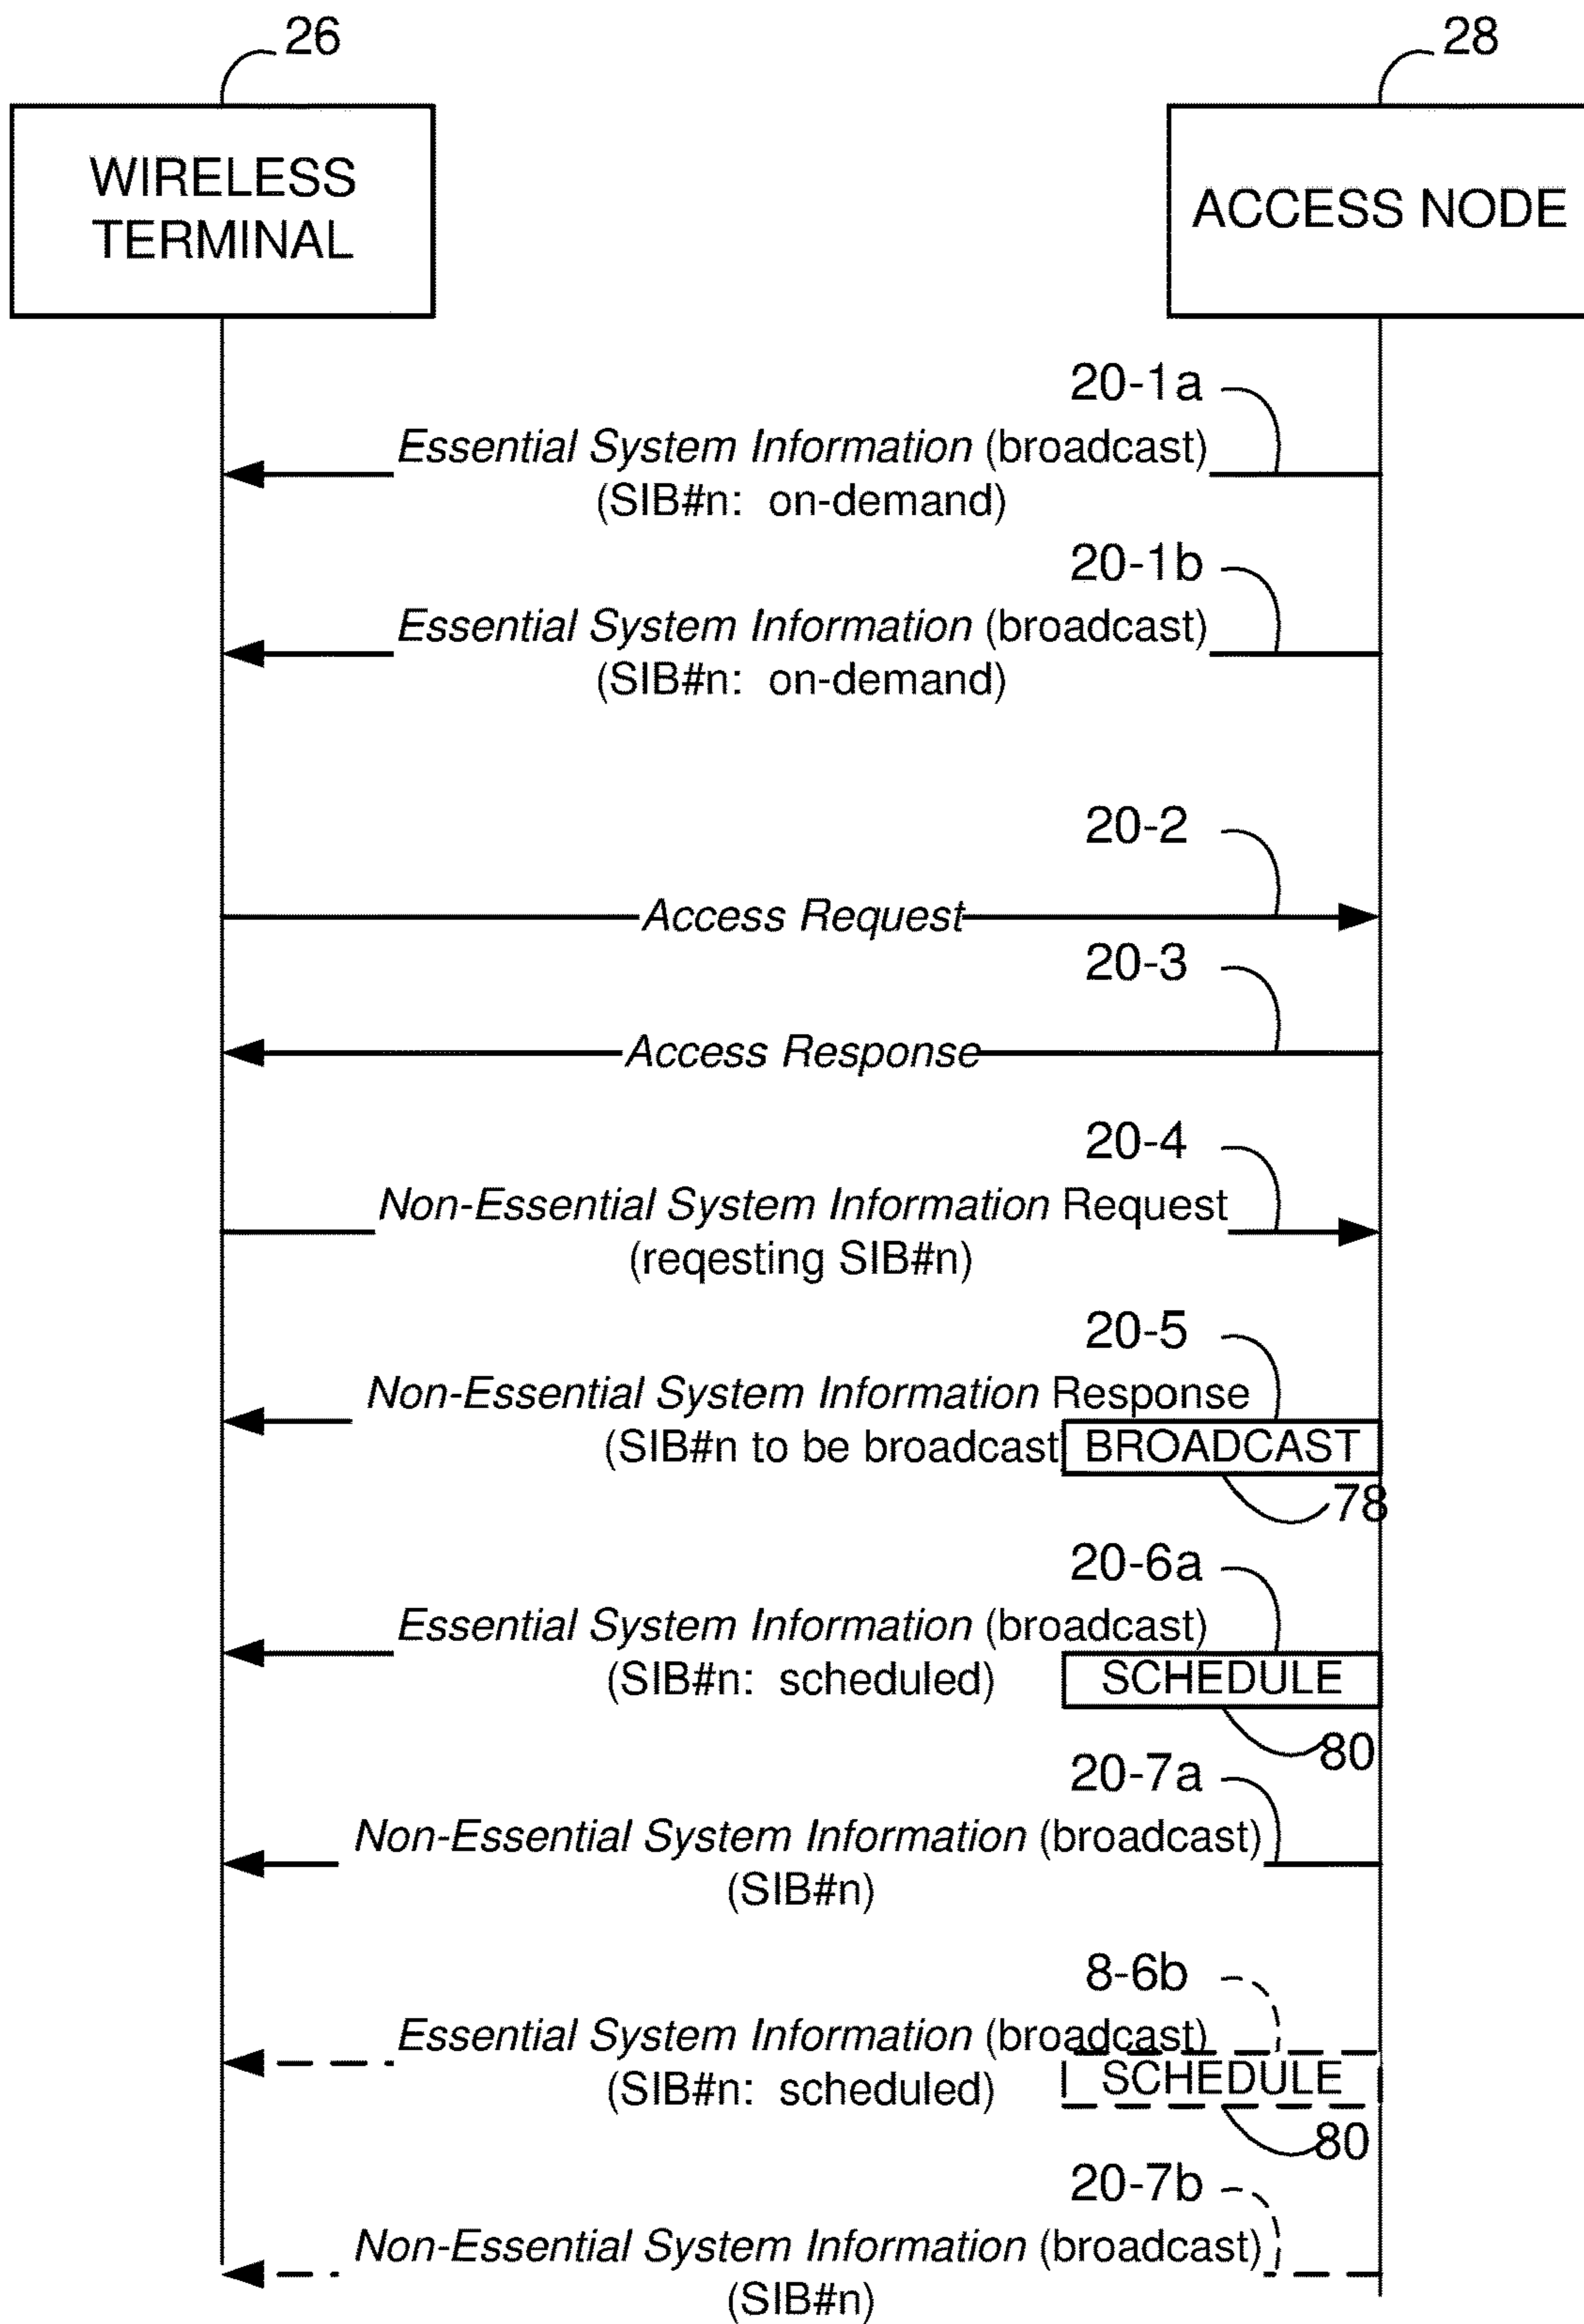 26
28
WIRELESS
TERMINAL
ACCESS NODE
20-1a
Essential System Information (broadcast)
(SIB#n: on-demand)
20-1b
Essential System Information (broadcast)
(SIB#n: on-demand)
20-2
Access Request
20-3
Access Response
20-4
Non-Essential System Information Request
(reqesting SIB#n)
20-5
Non-Essential System Information Response
(SIB#n to be broadcast
BROADCAST
78
20-6a
Essential System Information (broadcast)
(SIB#n: scheduled)
SCHEDULE
80
20-7a
Non-Essential System Information (broadcast)
(SIB#n)
8-6b
Essential System Information (broadcast)
(SIB#n: scheduled)
SCHEDULE
80
20-7b
Non-Essential System Information (broadcast)
(SIB#n)